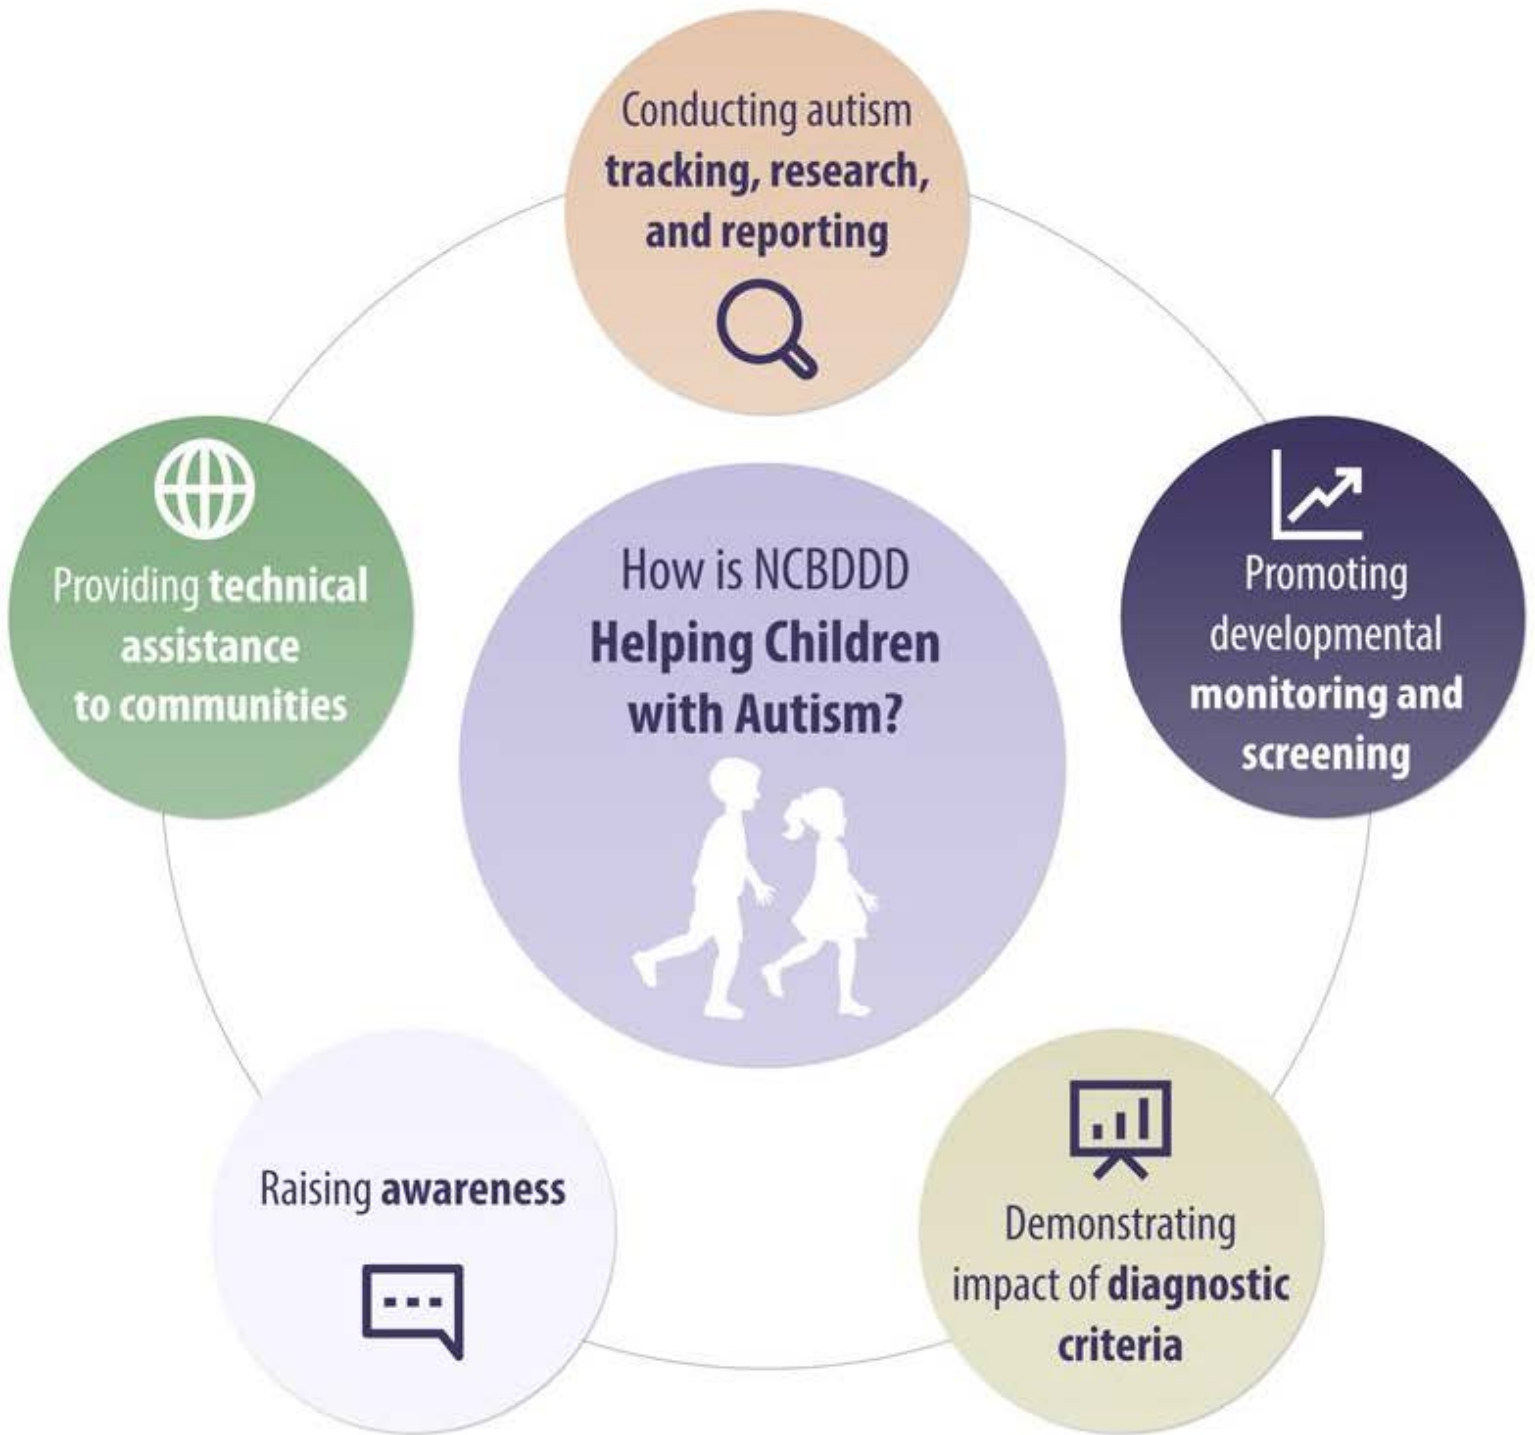 Conducting autism
tracking, research,
and reporting
Providing technical
assistance
to communities
How is NCBDDD
Helping Children
with Autism?
Promoting
developmental
monitoring and
screening
Raising awareness
Demonstrating
impact of diagnostic
criteria